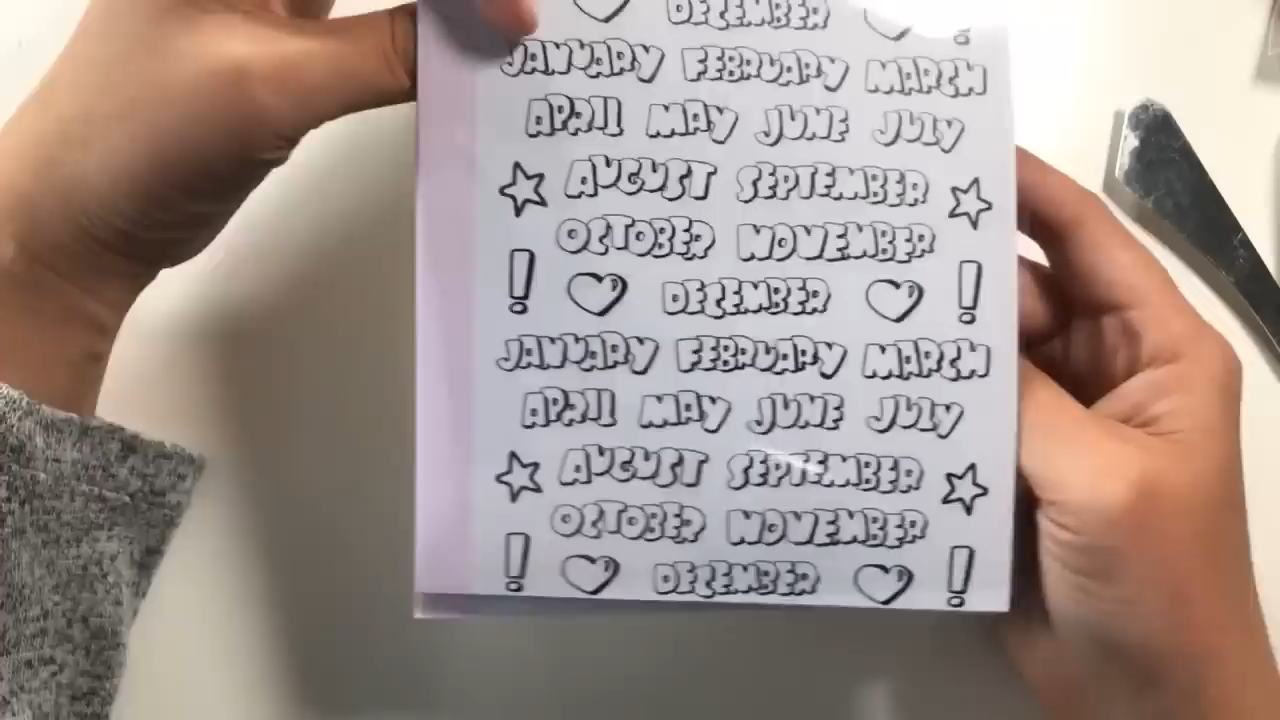 DECEMBER
JANUARY FEBRUARY MARCH
APRIL MAY JUNE JULY
AUGUST SEPTEMBER
OCTOBER NOVEMBER
! DECEMBER !
JANUARY FEBRUARY MARCH
APRIL MAY JUNE JULY
AUGUST SEPTEMBER
OCTOBER NOVEMBER
! DECEMBER !